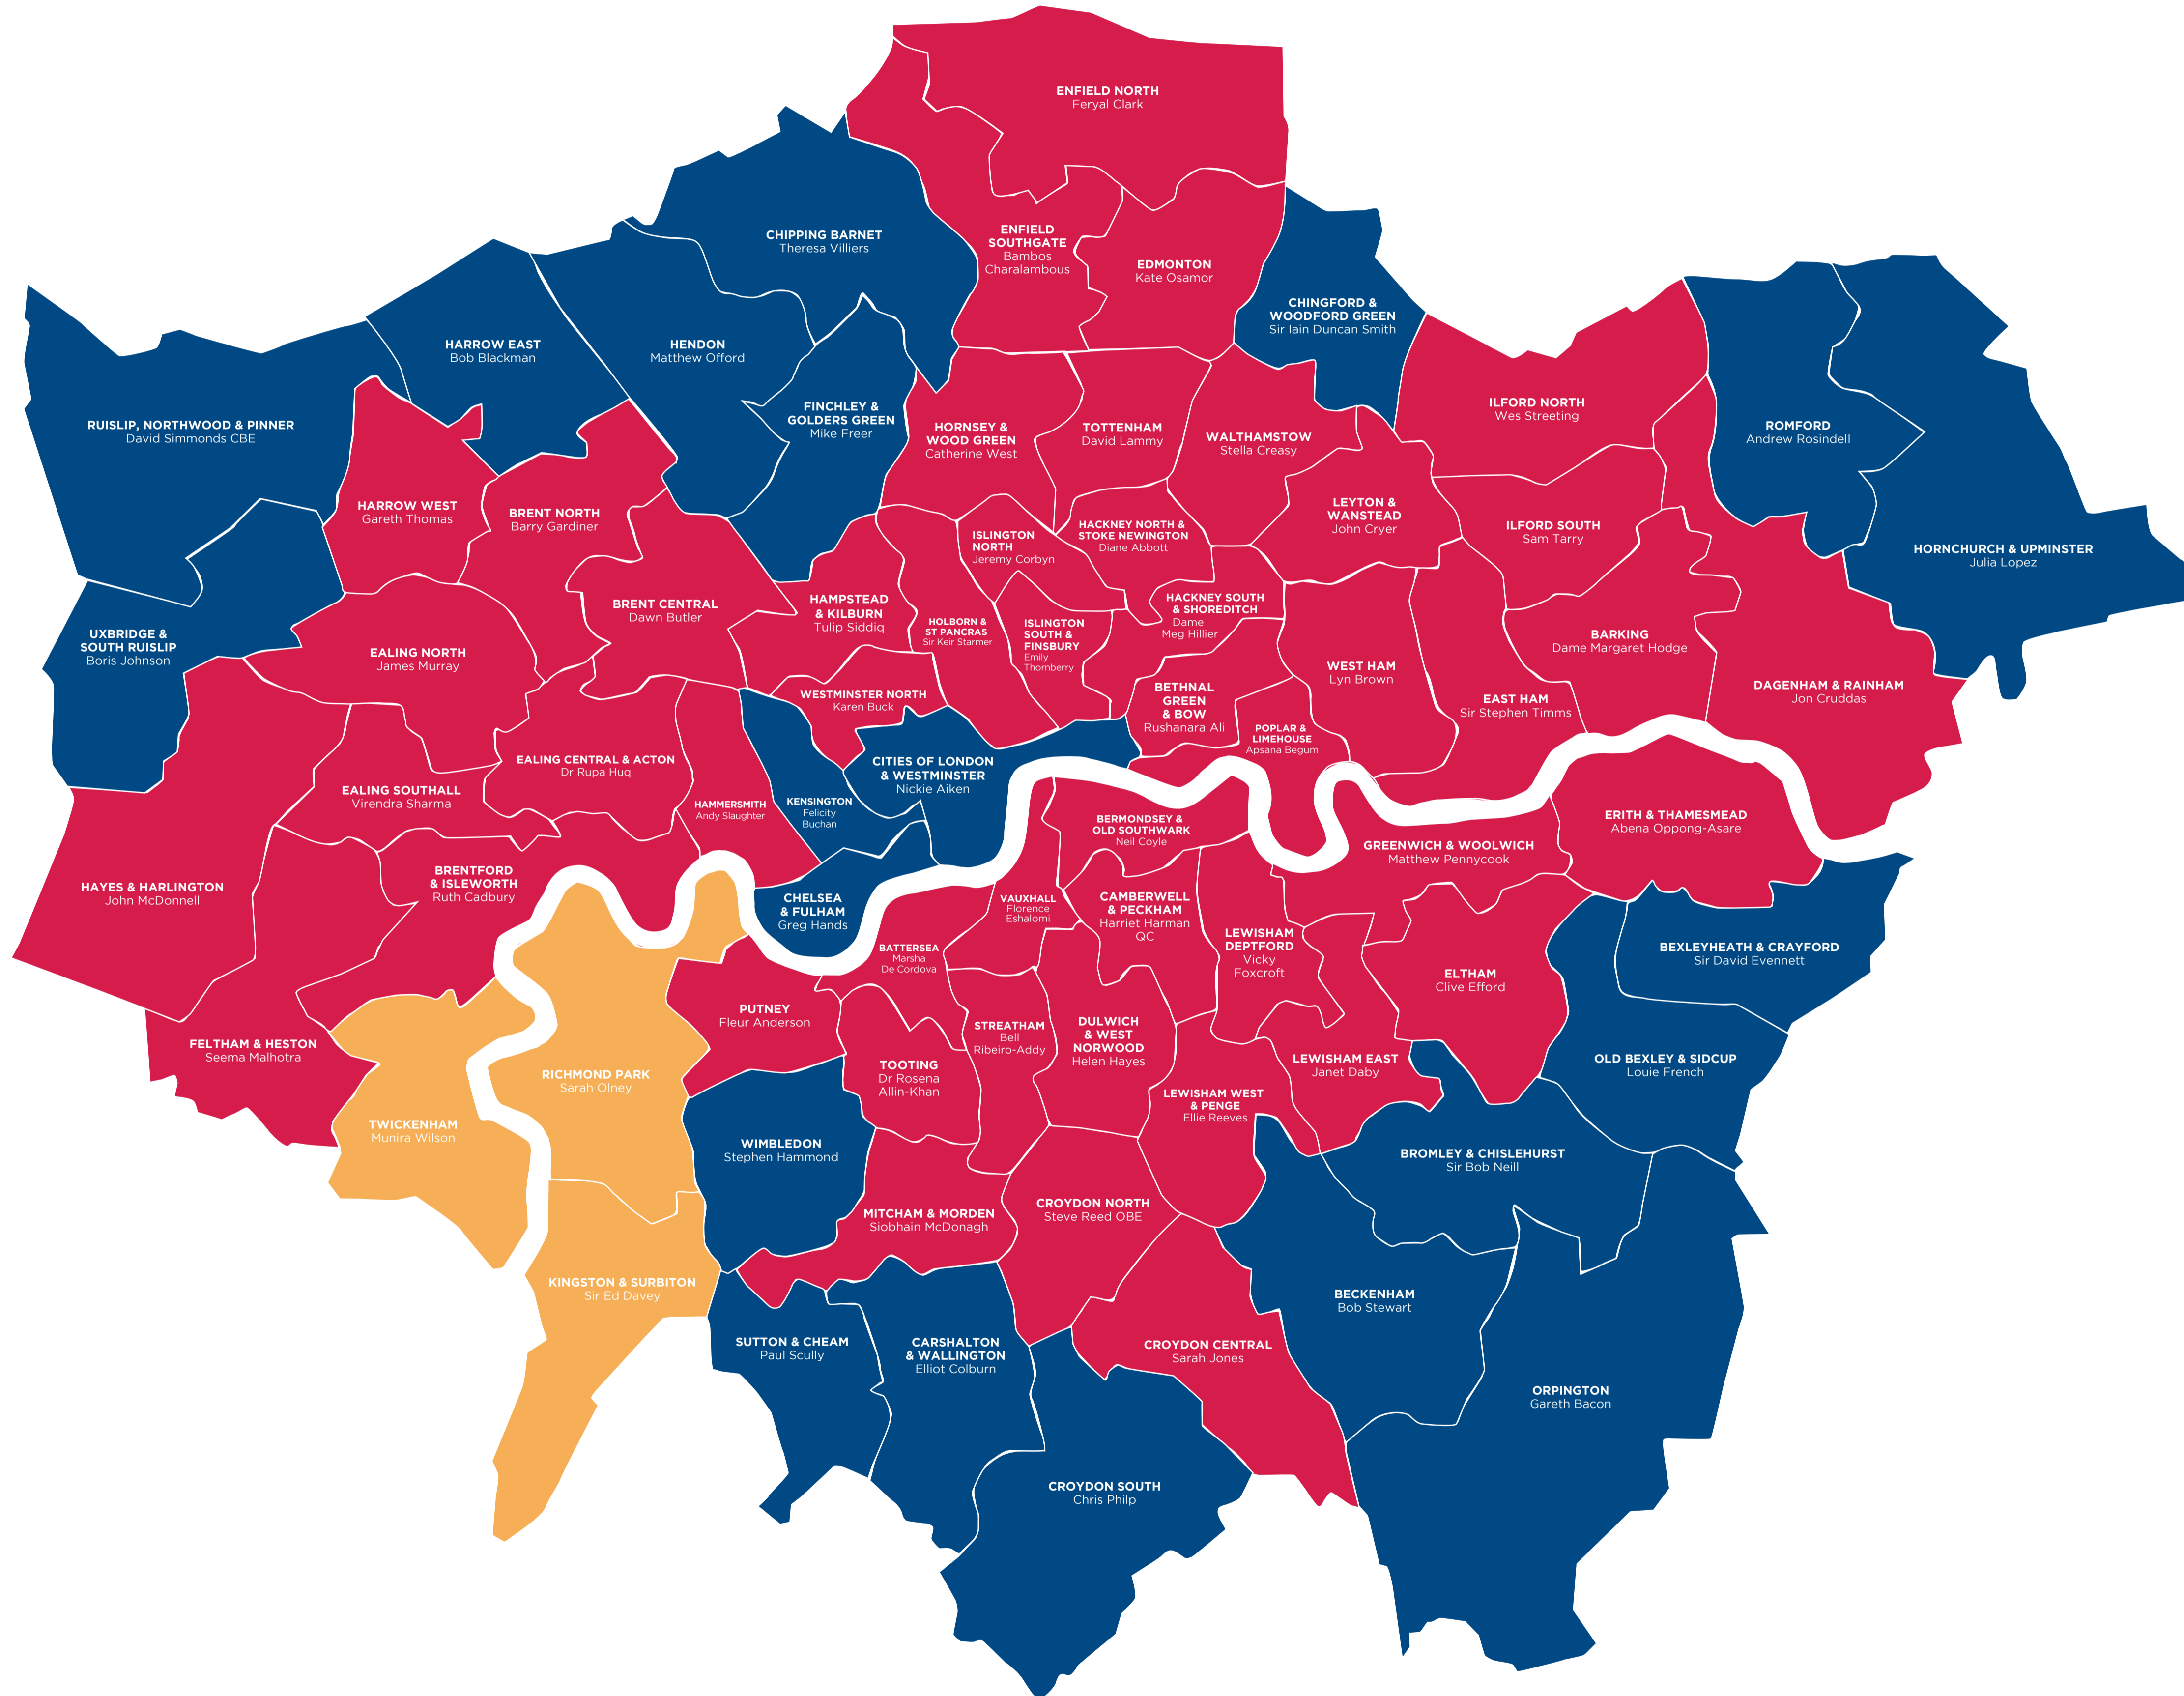 ENFIELD NORTH
Feryal Clark
CHIPPING BARNET
Theresa Villiers
ENFIELD
SOUTHGATE
Bambos
Charalambous
EDMONTON
Kate Osamor
CHINGFORD &
WOODFORD GREEN
Sir Iain Duncan Smith
HARROW EAST
Bob Blackman
HENDON
Matthew Offord
RUISLIP, NORTHWOOD & PINNER
David Simmonds CBE
FINCHLEY &
GOLDERS GREEN
Mike Freer
HORNSEY &
WOOD GREEN
Catherine West
TOTTENHAM
David Lammy
WALTHAMSTOW
Stella Creasy
ILFORD NORTH
Wes Streeting
ROMFORD
Andrew Rosindell
HARROW WEST
Gareth Thomas
BRENT NORTH
Barry Gardiner
ISLINGTON
NORTH
Jeremy Corbyn
HACKNEY NORTH &
STOKE NEWINGTON
Diane Abbott
LEYTON &
WANSTEAD
John Cryer
ILFORD SOUTH
Sam Tarry
HORNCHURCH & UPMINSTER
Julia Lopez
UXBRIDGE &
SOUTH RUISLIP
Boris Johnson
EALING NORTH
James Murray
BRENT CENTRAL
Dawn Butler
HAMPSTEAD
& KILBURN
Tulip Siddiq
HOLBORN &
ST PANCRAS
Sir Keir Starmer
ISLINGTON
SOUTH &
FINSBURY
Emily
Thornberry
HACKNEY SOUTH
& SHOREDITCH
Dame
Meg Hillier
WEST HAM
Lyn Brown
BARKING
Dame Margaret Hodge
WESTMINSTER NORTH
Karen Buck
BETHNAL
GREEN
& BOW
Rushanara Ali
POPLAR &
LIMEHOUSE
Apsana Begum
EAST HAM
Sir Stephen Timms
DAGENHAM & RAINHAM
Jon Cruddas
EALING SOUTHALL
Virendra Sharma
EALING CENTRAL & ACTON
Dr Rupa Huq
HAMMERSMITH
Andy Slaughter
KENSINGTON
Felicity
Buchan
CITIES OF LONDON
& WESTMINSTER
Nickie Aiken
BERMONDSEY &
OLD SOUTHWARK
Neil Coyle
GREENWICH & WOOLWICH
Matthew Pennycook
ERITH & THAMESMEAD
Abena Oppong-Asare
HAYES & HARLINGTON
John McDonnell
BRENTFORD
& ISLEWORTH
Ruth Cadbury
CHELSEA
& FULHAM
Greg Hands
VAUXHALL
Florence
Eshalomi
CAMBERWELL
& PECKHAM
Harriet Harman
QC
LEWISHAM
DEPTFORD
Vicky
Foxcroft
BATTERSEA
Marsha
De Cordova
ELTHAM
Clive Efford
BEXLEYHEATH & CRAYFORD
Sir David Evennett
FELTHAM & HESTON
Seema Malhotra
RICHMOND PARK
Sarah Olney
PUTNEY
Fleur Anderson
TOOTING
Dr Rosena
Allin-Khan
STREATHAM
Bell
Ribeiro-Addy
DULWICH
& WEST
NORWOOD
Helen Hayes
LEWISHAM WEST
& PENGE
Ellie Reeves
LEWISHAM EAST
Janet Daby
OLD BEXLEY & SIDCUP
Louie French
TWICKENHAM
Munira Wilson
WIMBLEDON
Stephen Hammond
BROMLEY & CHISLEHURST
Sir Bob Neill
MITCHAM & MORDEN
Siobhain McDonagh
CROYDON NORTH
Steve Reed OBE
KINGSTON & SURBITON
Sir Ed Davey
BECKENHAM
Bob Stewart
SUTTON & CHEAM
Paul Scully
CARSHALTON
& WALLINGTON
Elliot Colburn
CROYDON CENTRAL
Sarah Jones
ORPINGTON
Gareth Bacon
CROYDON SOUTH
Chris Philp